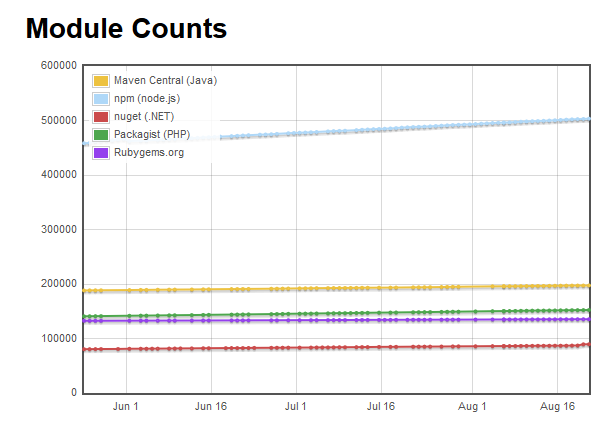 Module Counts
600000
500000
400000
300000
200000
100000
0
Maven Central (Java)
npm (node.js)
nuget (.NET)
Packagist (PHP)
Rubygems.org
Jun 1 Jun 16 Jul 1 Jul 16 Aug 1 Aug 16